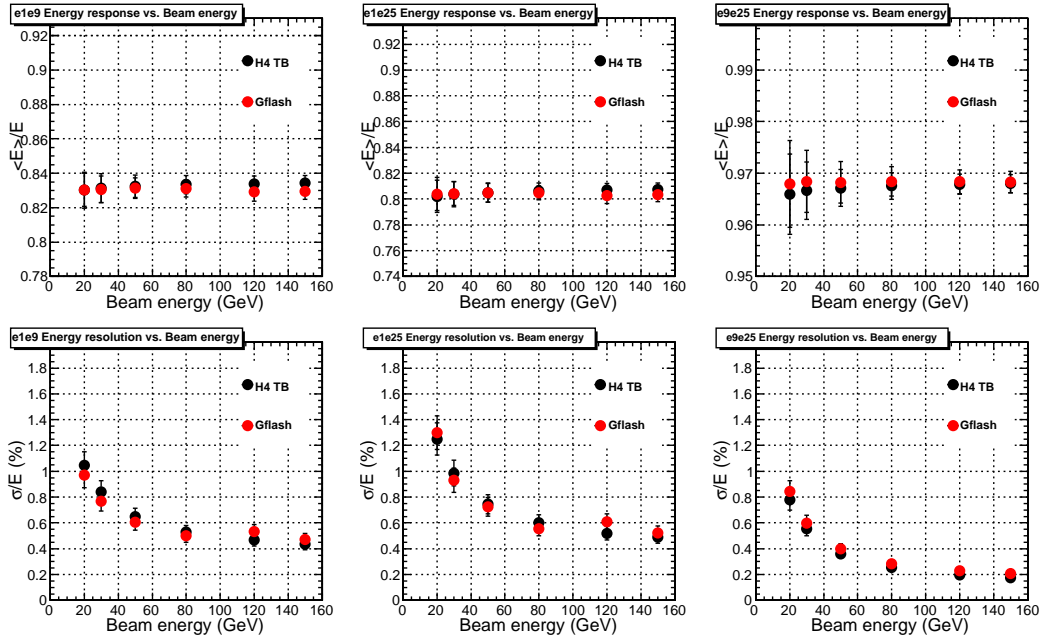 e1e9 Energy response vs. Beam energy
0.92
0.9
0.88
0.86
0.84
0.82
0.8
0.78
<E>/E
H4 TB
Gflash
0 20 40 60 80 100 120 140 160
Beam energy (GeV)
e1e25 Energy response vs. Beam energy
0.92
0.9
0.88
0.86
0.84
0.82
0.8
0.78
0.76
0.74
<E>/E
H4 TB
Gflash
0 20 40 60 80 100 120 140 160
Beam energy (GeV)
e9e25 Energy response vs. Beam energy
0.99
0.98
0.97
0.96
0.95
<E>/E
H4 TB
Gflash
0 20 40 60 80 100 120 140 160
Beam energy (GeV)
e1e9 Energy resolution vs. Beam energy
1.8
1.6
1.4
1.2
1
0.8
0.6
0.4
0.2
0
σ/E (%)
H4 TB
Gflash
0 20 40 60 80 100 120 140 160
Beam energy (GeV)
e1e25 Energy resolution vs. Beam energy
1.8
1.6
1.4
1.2
1
0.8
0.6
0.4
0.2
0
σ/E (%)
H4 TB
Gflash
0 20 40 60 80 100 120 140 160
Beam energy (GeV)
e9e25 Energy resolution vs. Beam energy
1.8
1.6
1.4
1.2
1
0.8
0.6
0.4
0.2
0
σ/E (%)
H4 TB
Gflash
0 20 40 60 80 100 120 140 160
Beam energy (GeV)